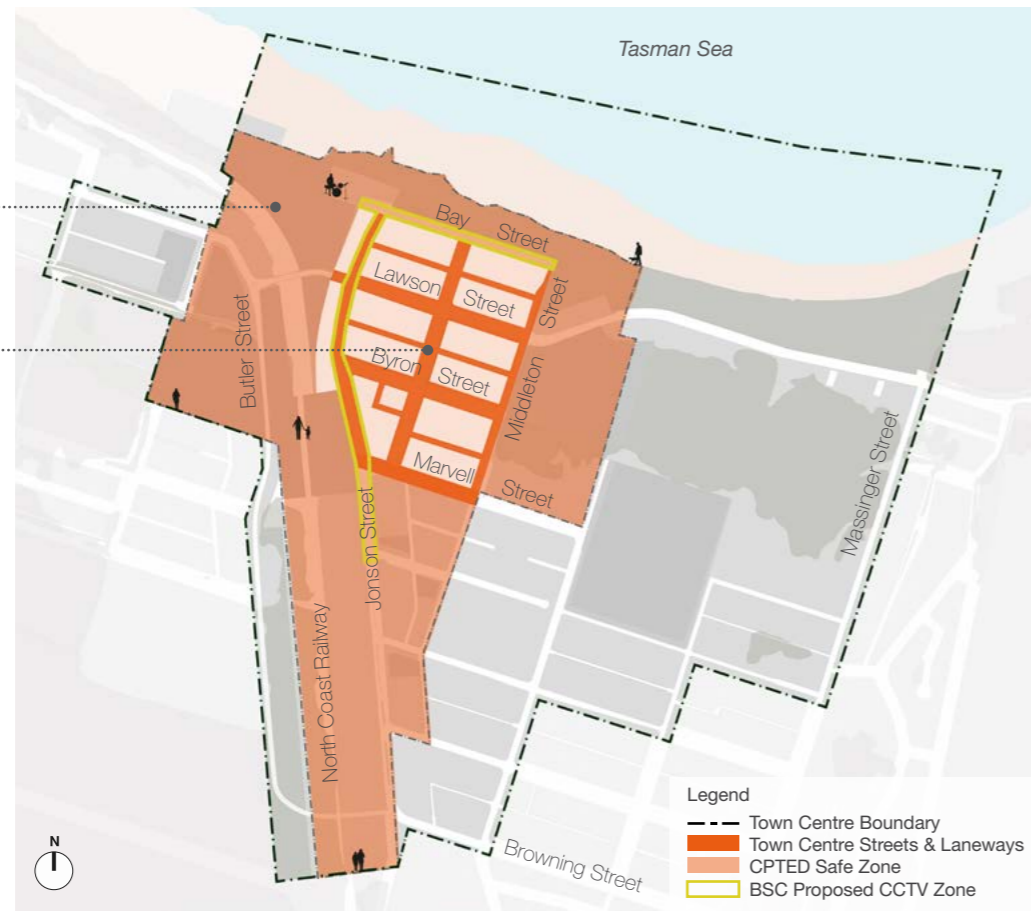 Tasman Sea
Bay Street
Lawson Street
Byron Street
Marvell Street
Middleton Street
Butler Street
Massinger Street
Jonson Street
North Coast Railway
Browning Street
N
Legend
Town Centre Boundary
Town Centre Streets & Laneways
CPTED Safe Zone
BSC Proposed CCTV Zone